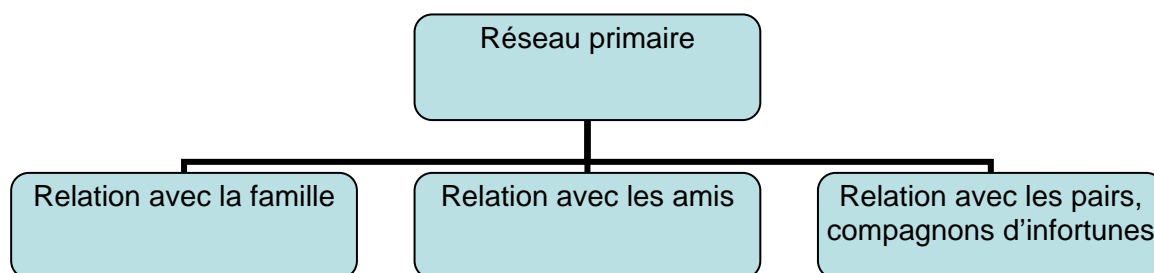 Réseau primaire
Relation avec la famille
Relation avec les amis
Relation avec les pairs,
compagnons d’infortunes